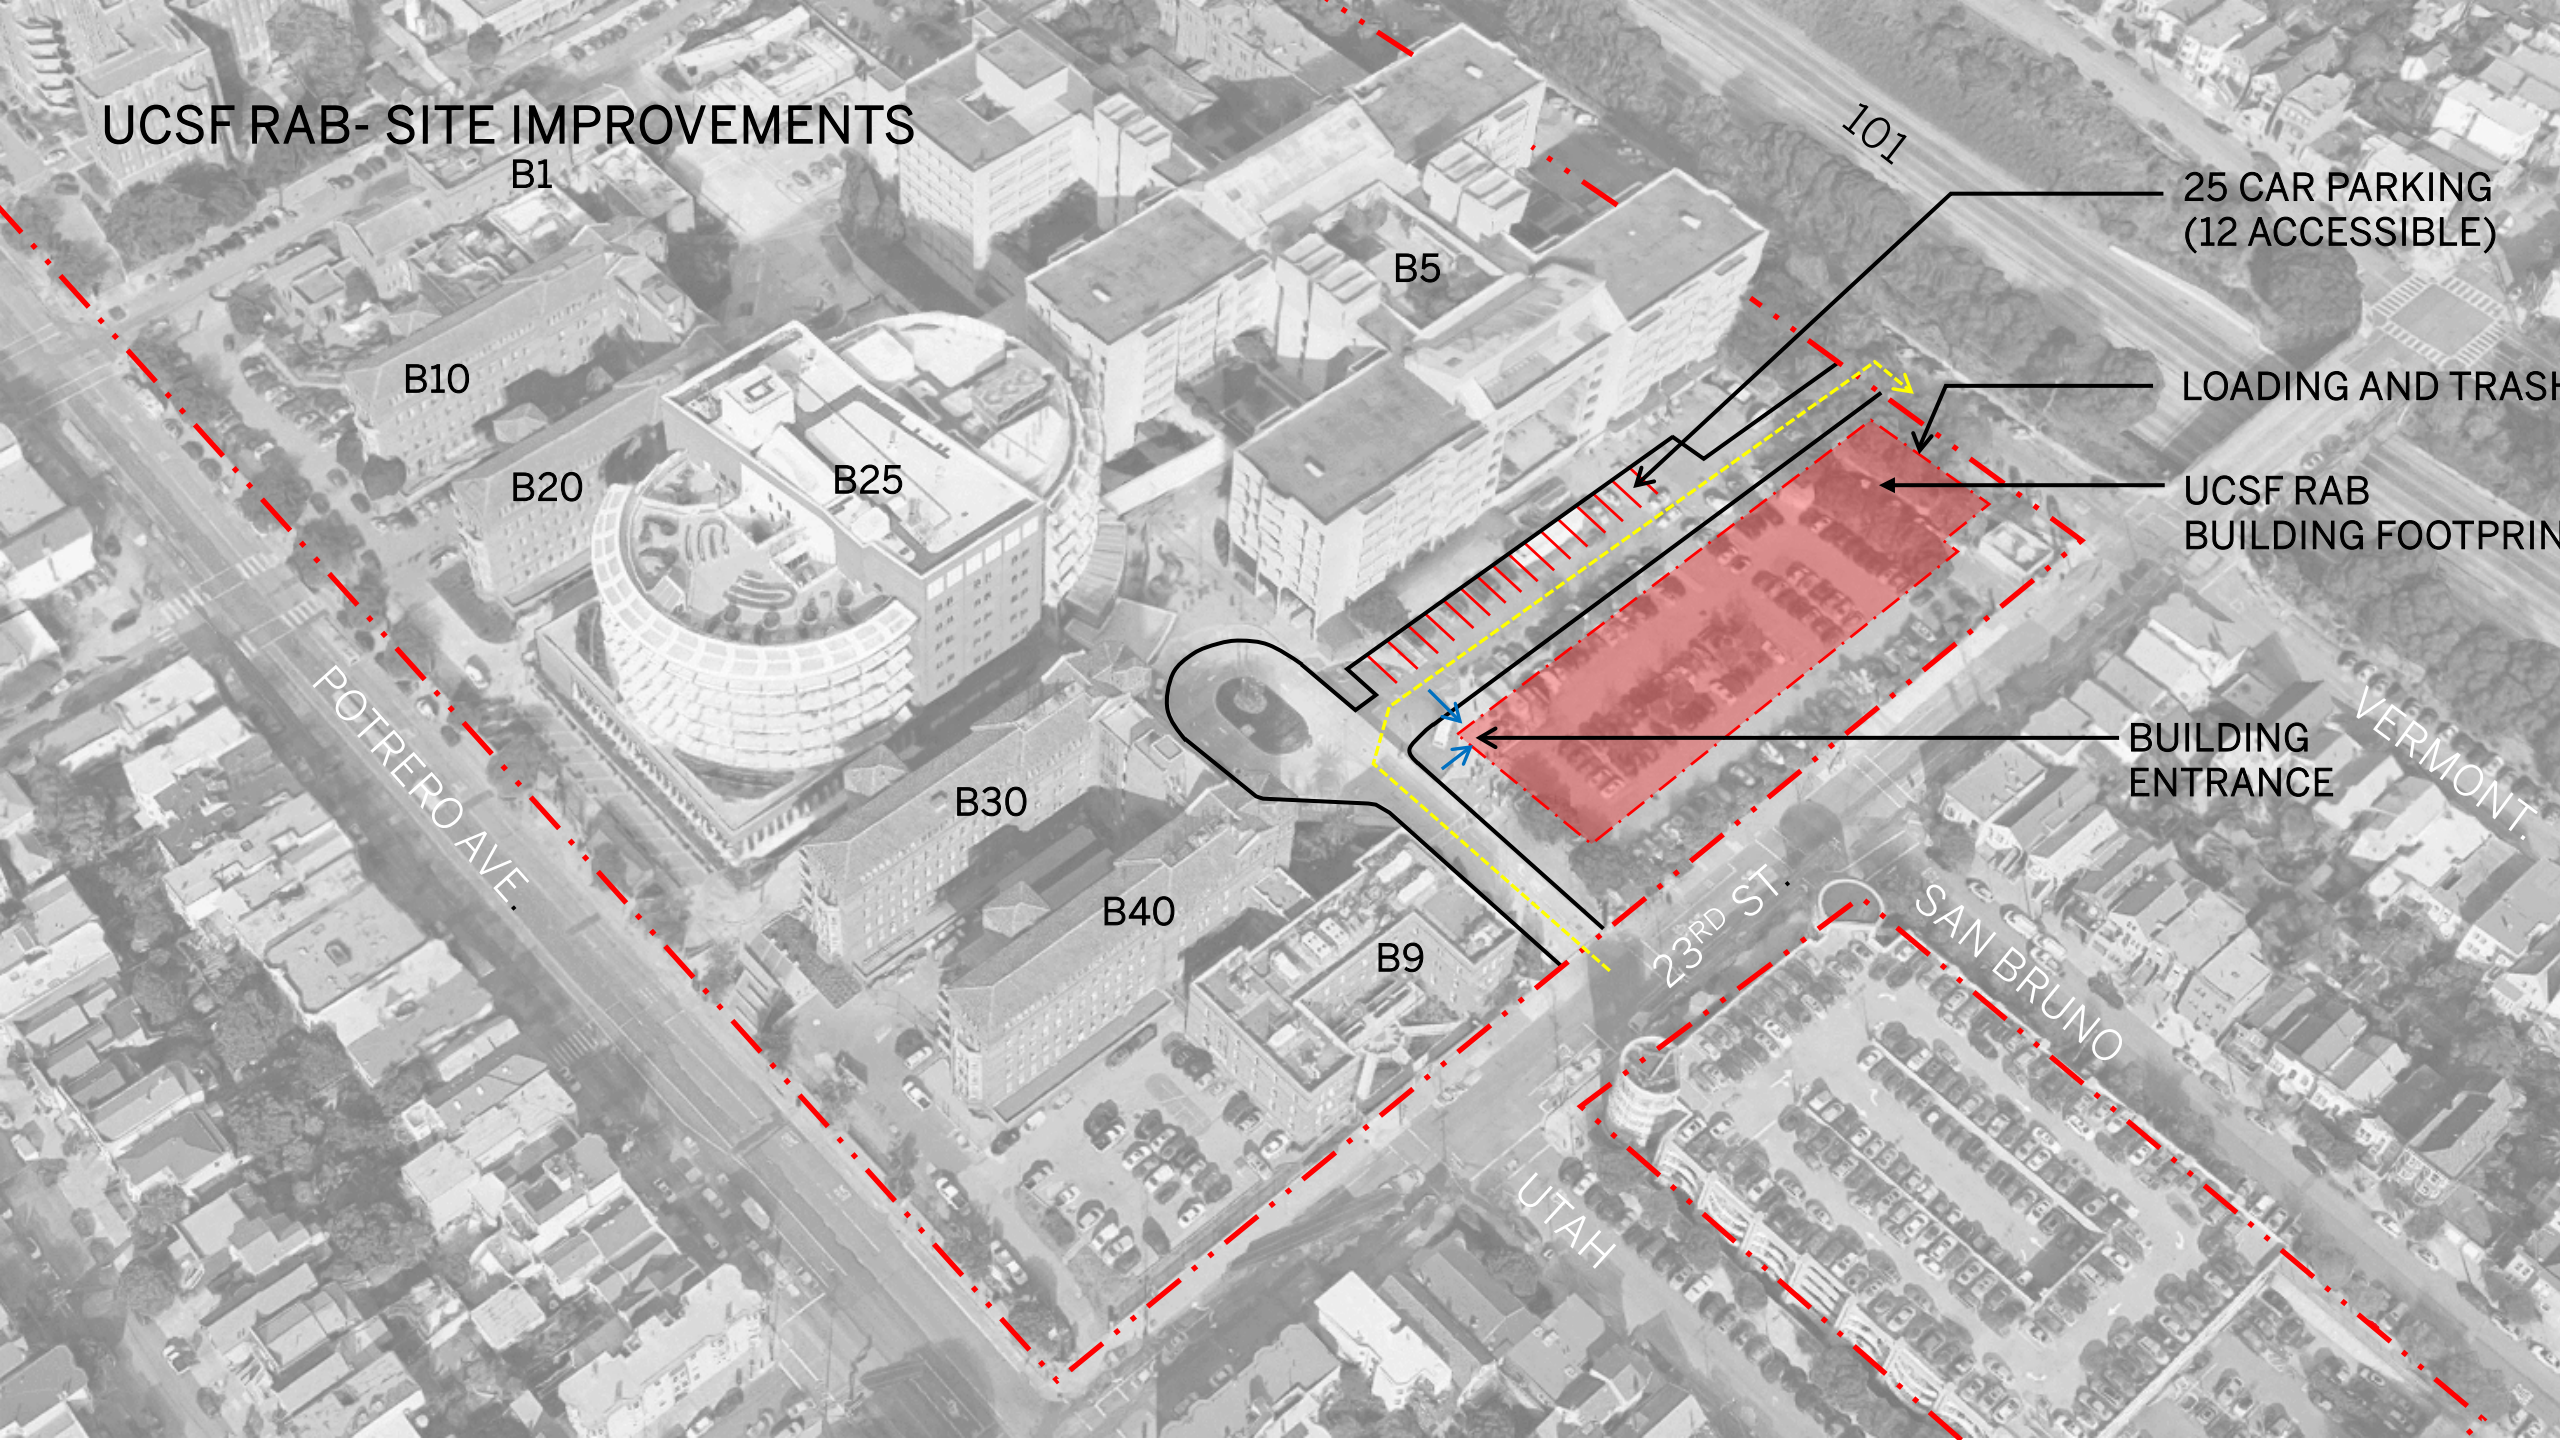 UCSF RAB- SITE IMPROVEMENTS
B1
101
25 CAR PARKING
(12 ACCESSIBLE)
B5
B10
LOADING AND TRASH
B20
B25
UCSF RAB
BUILDING FOOTPRIN
POTRERO AVE.
BUILDING
ENTRANCE
VERMONT.
B30
B40
B9
23RD ST.
SAN BRUNO
UTAH